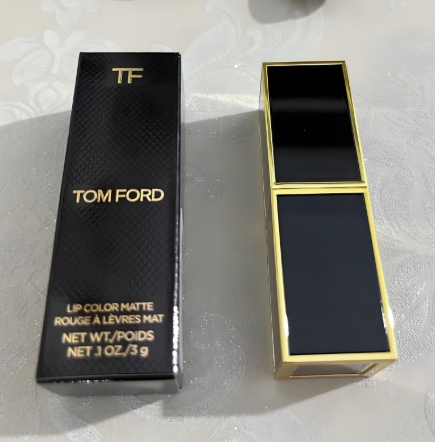 TF
TOM FORD
LIP COLOR MATTE
ROUGE À LÈVRES MAT
NET WT./POIDS
NET .1 OZ/3 g